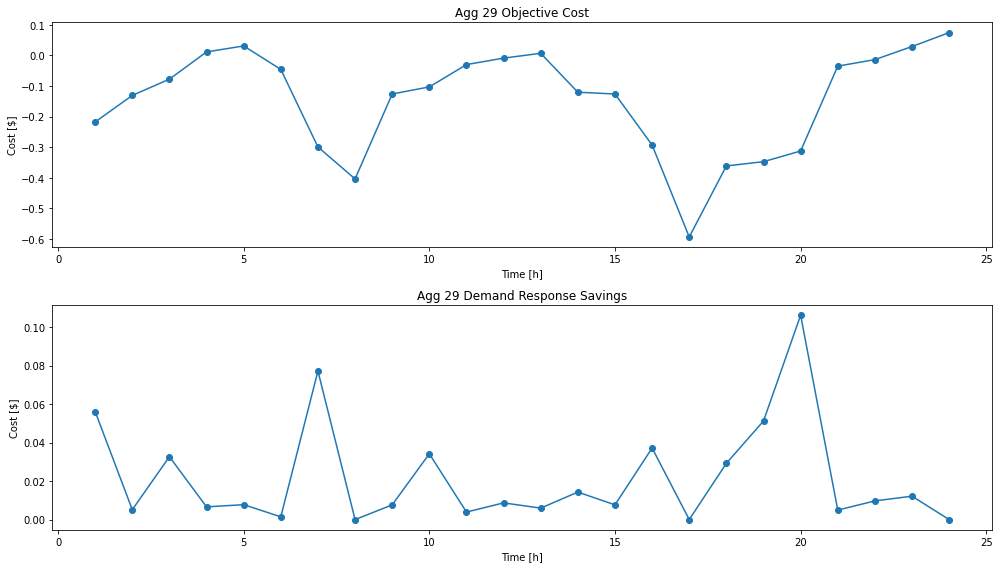 Agg 29 Objective Cost
Cost [$]
0.1
0.0
−0.1
−0.2
−0.3
−0.4
−0.5
−0.6
0 5 10 15 20 25
Time [h]
Agg 29 Demand Response Savings
Cost [$]
0.10
0.08
0.06
0.04
0.02
0.00
0 5 10 15 20 25
Time [h]